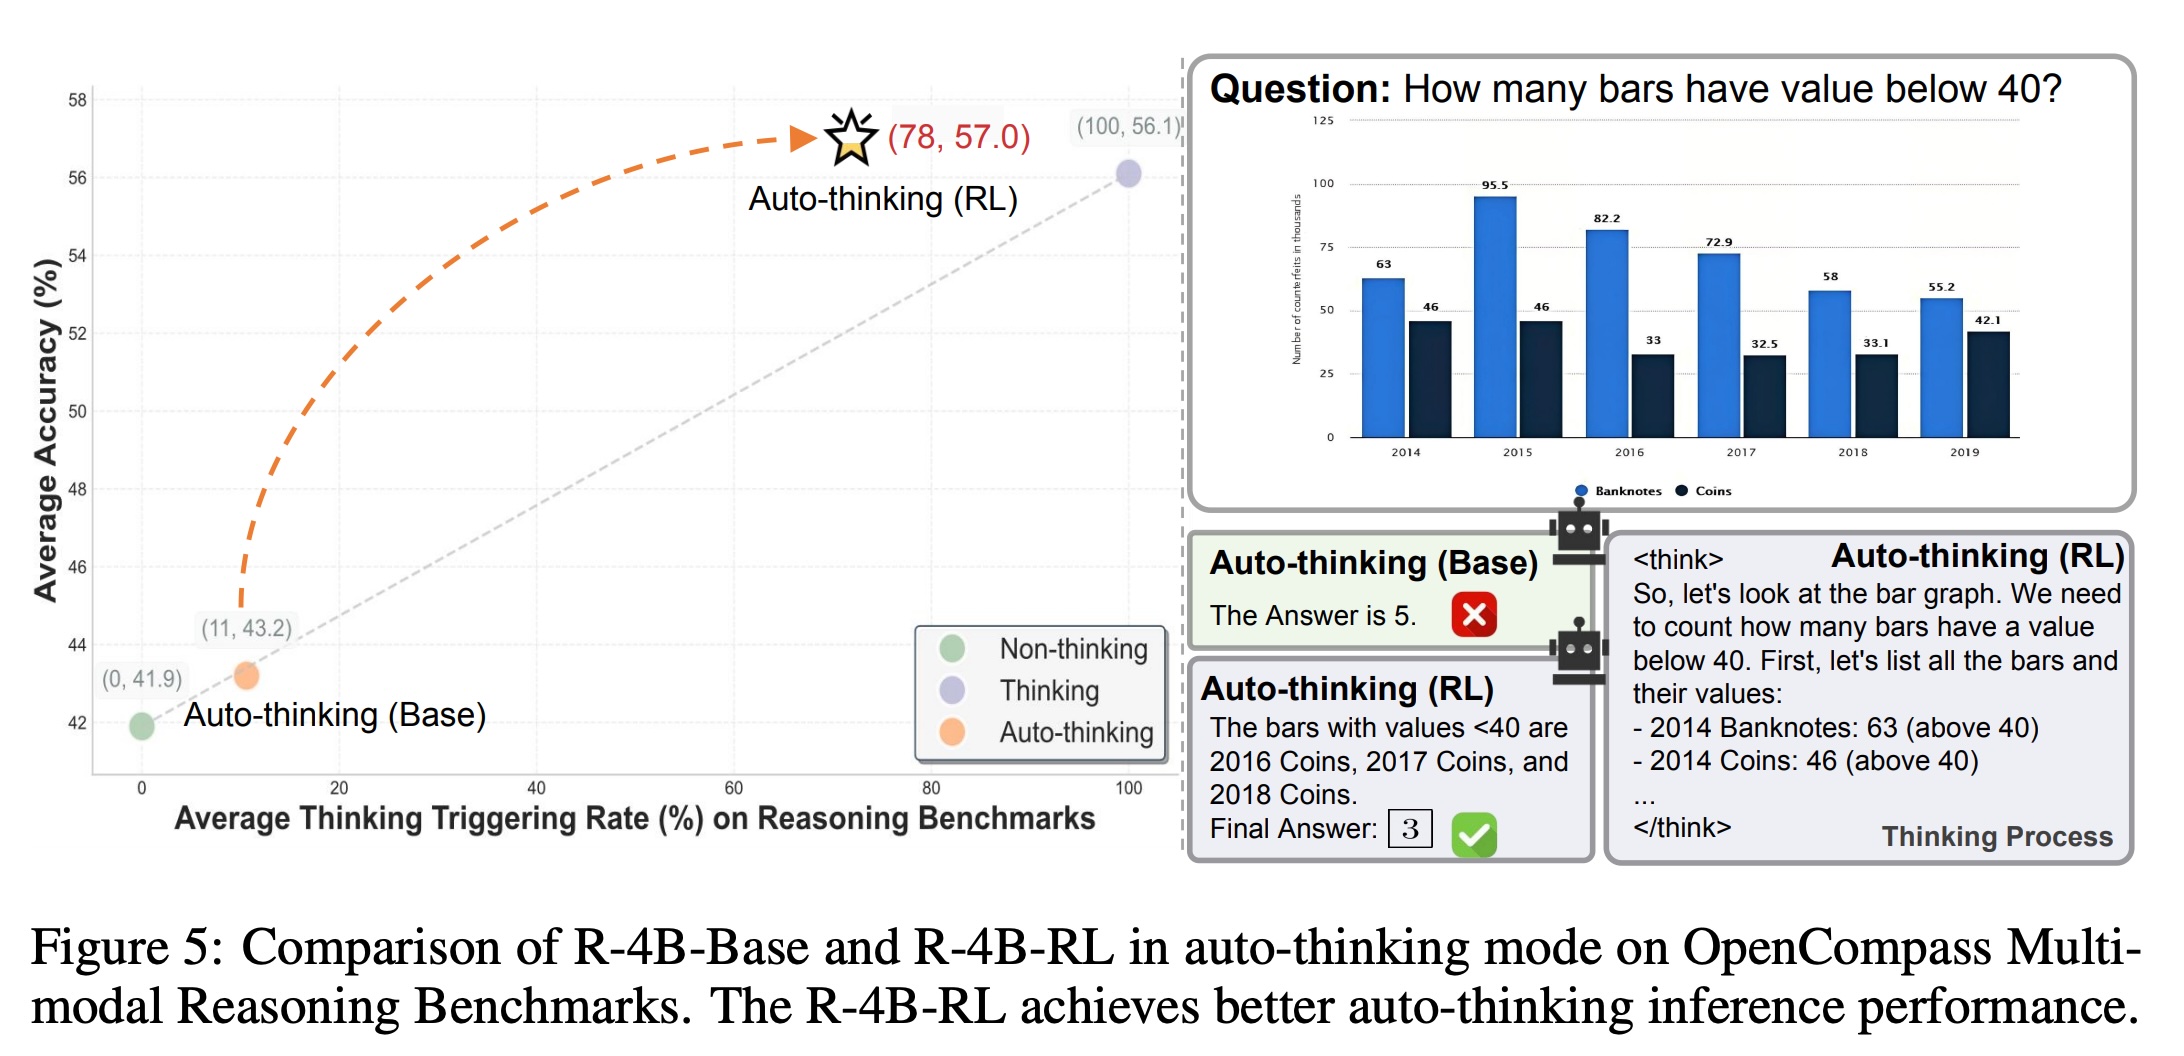 58
56
54
52
50
48
46
44
42
Average Accuracy (%)
(78, 57.0)
(100, 56.1)
Auto-thinking (RL)
(11, 43.2)
(0, 41.9)
Auto-thinking (Base)
Non-thinking
Thinking
Auto-thinking
0 20 40 60 80 100
Average Thinking Triggering Rate (%) on Reasoning Benchmarks
Question: How many bars have value below 40?
125
100
75
50
25
0
Number of counterfeits in thousands
63 46 95.5 46 82.2 33 72.9 32.5 58 33.1 55.2 42.1
2014 2015 2016 2017 2018 2019
Banknotes Coins
Auto-thinking (Base)
The Answer is 5.
Auto-thinking (RL)
The bars with values <40 are
2016 Coins, 2017 Coins, and
2018 Coins.
Final Answer: 3
<think> Auto-thinking (RL)
So, let's look at the bar graph. We need
to count how many bars have a value
below 40. First, let's list all the bars and
their values:
- 2014 Banknotes: 63 (above 40)
- 2014 Coins: 46 (above 40)
...
</think>
Thinking Process
Figure 5: Comparison of R-4B-Base and R-4B-RL in auto-thinking mode on OpenCompass Multi-
modal Reasoning Benchmarks. The R-4B-RL achieves better auto-thinking inference performance.